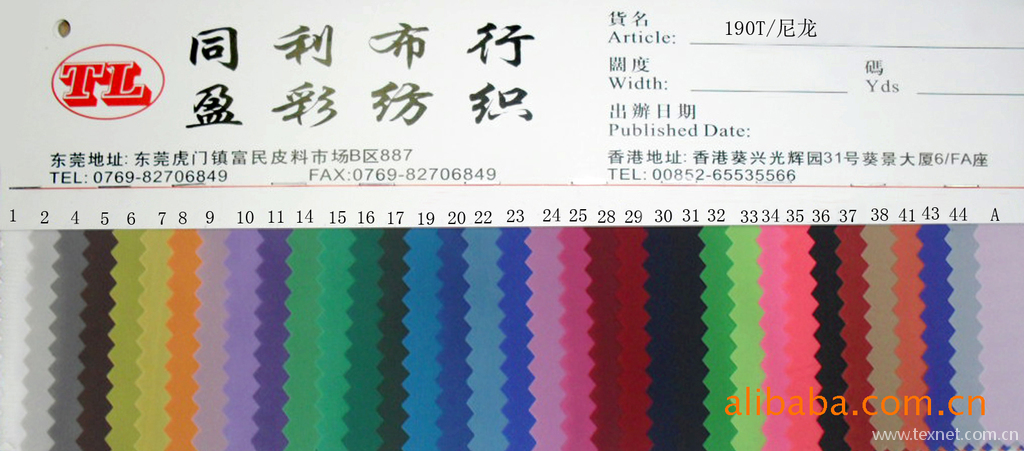 TL
同利布行
盈彩纺织
貨名
Article: 190T/尼龙
闊度 碼
Width: Yds
出辦日期
Published Date:
东莞地址: 东莞虎门镇富民皮料市场B区887
TEL: 0769-82706849 FAX:0769-82706849
香港地址: 香港葵兴光辉园31号葵景大厦6/FA座
TEL: 00852-65535566
1 2 4 5 6 7 8 9 10 11 14 15 16 17 19 20 22 23 24 25 28 29 30 31 32 33 34 35 36 37 38 41 43 44 A
alibaba.com.cn
www.texnet.com.cn